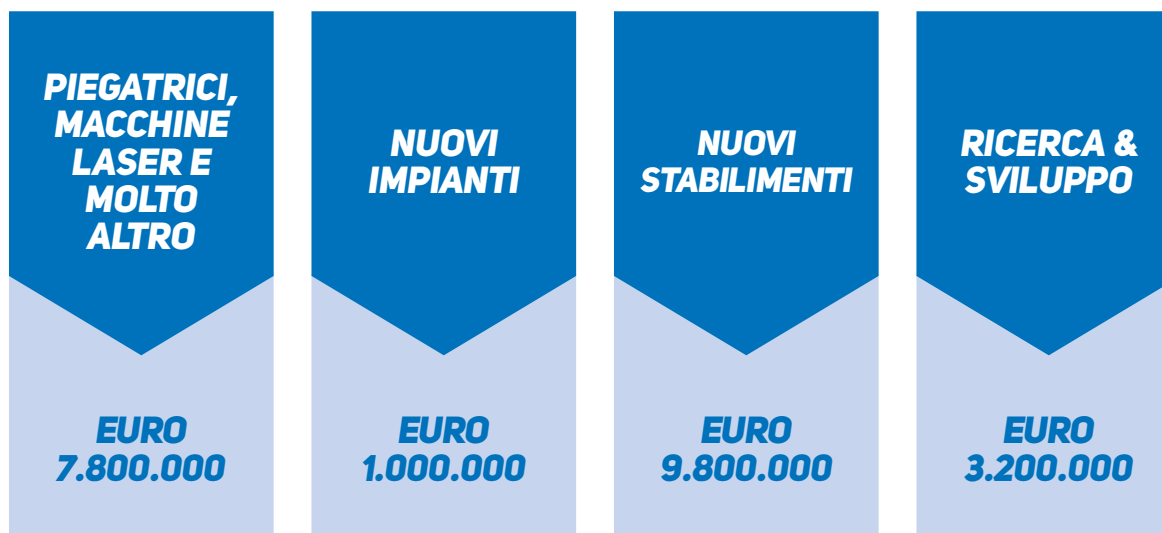 PIEGATRICI,
MACCHINE
LASER E
MOLTO
ALTRO
EURO
7.800.000
NUOVI
IMPIANTI
EURO
1.000.000
NUOVI
STABILIMENTI
EURO
9.800.000
RICERCA &
SVILUPPO
EURO
3.200.000